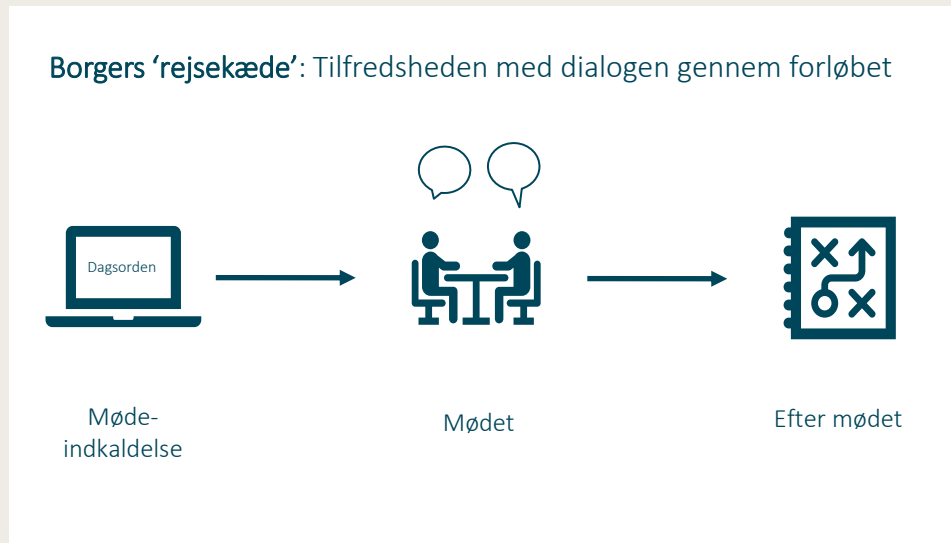 Borgers ‘rejsekæde’: Tilfredsheden med dialogen gennem forløbet
Dagsorden
Møde-
indkaldelse
Mødet
Efter mødet